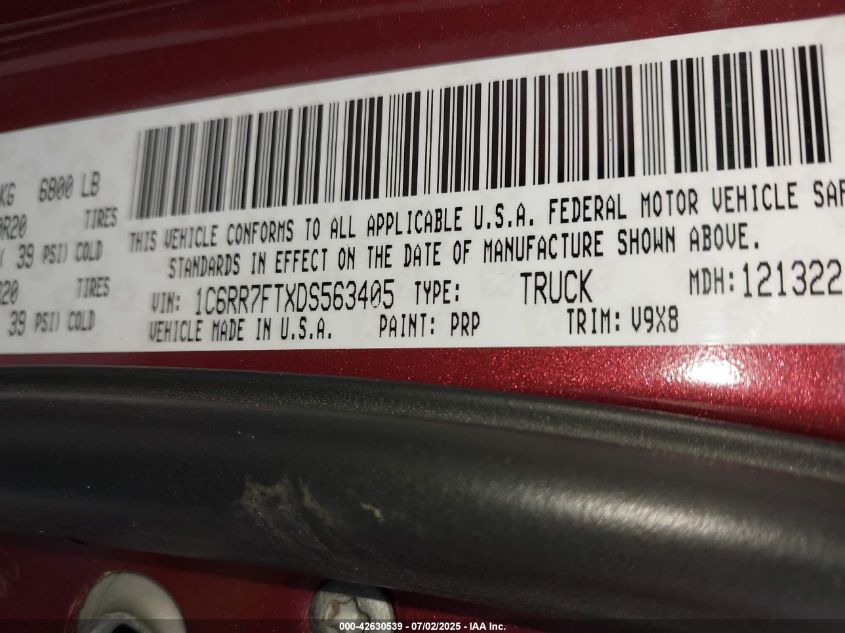 KG 6800 LB
R20 TIRES
( 39 PSI) COLD
R20 TIRES
39 PSI) COLD
THIS VEHICLE CONFORMS TO ALL APPLICABLE U.S.A. FEDERAL MOTOR VEHICLE SAF
STANDARDS IN EFFECT ON THE DATE OF MANUFACTURE SHOWN ABOVE.
VIN: 1C6RR7FTXDS563405 TYPE: TRUCK MDH:121322
VEHICLE MADE IN U.S.A. PAINT: PRP TRIM: V9X8
000-42630539 - 07/02/2025 - IAA Inc.